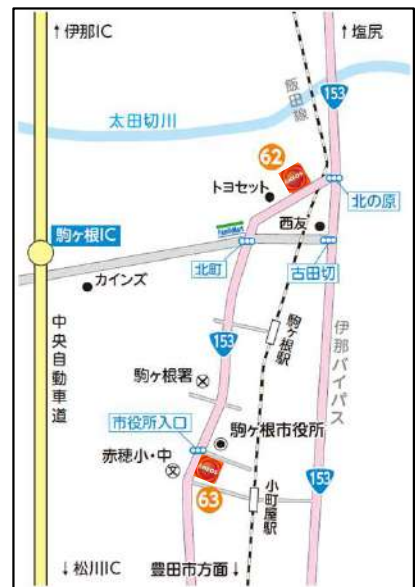 ↑伊那IC
↑塩尻
153
飯田線
太田切川
62
トヨセット
北の原
FamilyMart
西友
駒ヶ根IC
北町
古田切
カインズ
中央自動車道
153
駒ヶ根駅
伊那バイパス
駒ヶ根署
市役所入口
駒ヶ根市役所
赤穂小・中
63
小町屋駅
153
↓松川IC
豊田市方面↓